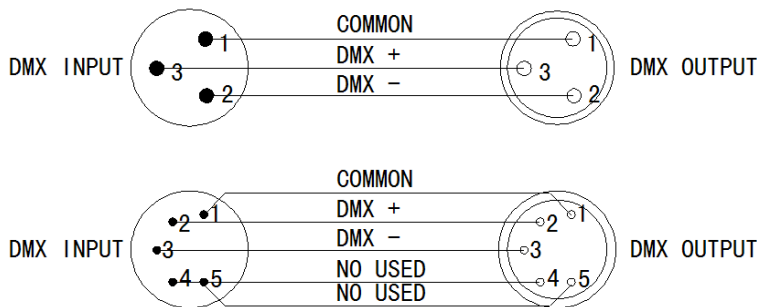 COMMON
1 1
DMX +
DMX INPUT 3 3 DMX OUTPUT
DMX -
2 2
COMMON
1 1
DMX +
2 2
DMX -
DMX INPUT 3 3 DMX OUTPUT
NO USED
4 5 4 5
NO USED